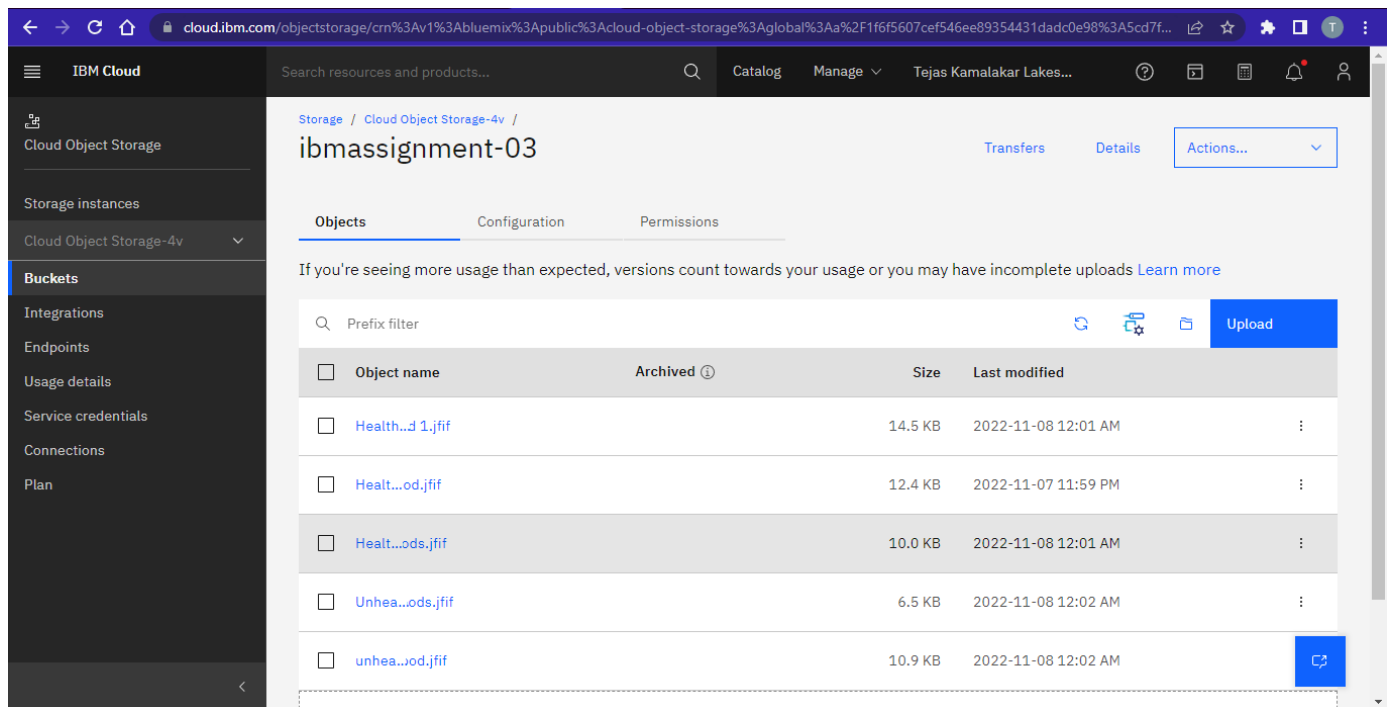 cloud.ibm.com/objectstorage/crn%3Av1%3Abluemix%3Apublic%3Acloud-object-storage%3Aglobal%3Aa%2F1f6f5607cef546ee89354431dadc0e98%3A5cd7f...
T
IBM Cloud
Search resources and products...
Catalog
Manage
Tejas Kamalakar Lakes...
Cloud Object Storage
Storage instances
Cloud Object Storage-4v
Buckets
Integrations
Endpoints
Usage details
Service credentials
Connections
Plan
Storage / Cloud Object Storage-4v /
ibmassignment-03
Transfers
Details
Actions...
Objects
Configuration
Permissions
If you're seeing more usage than expected, versions count towards your usage or you may have incomplete uploads Learn more
Prefix filter
Upload
Object name Archived Size Last modified
Health...d 1.jfif 14.5 KB 2022-11-08 12:01 AM
Healt...od.jfif 12.4 KB 2022-11-07 11:59 PM
Healt...ods.jfif 10.0 KB 2022-11-08 12:01 AM
Unhea...ods.jfif 6.5 KB 2022-11-08 12:02 AM
unhea...od.jfif 10.9 KB 2022-11-08 12:02 AM